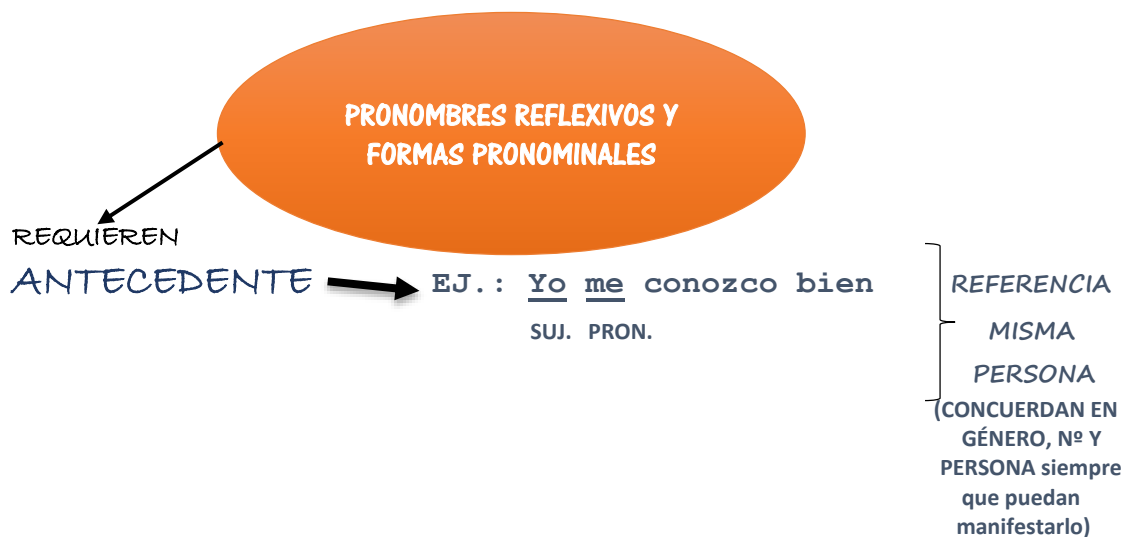 PRONOMBRES REFLEXIVOS Y
FORMAS PRONOMINALES
REQUIEREN
ANTECEDENTE
EJ.: Yo me conozco bien
SUJ. PRON.
REFERENCIA
MISMA
PERSONA
(CONCUERDAN EN
GÉNERO, Nº Y
PERSONA siempre
que puedan
manifestarlo)